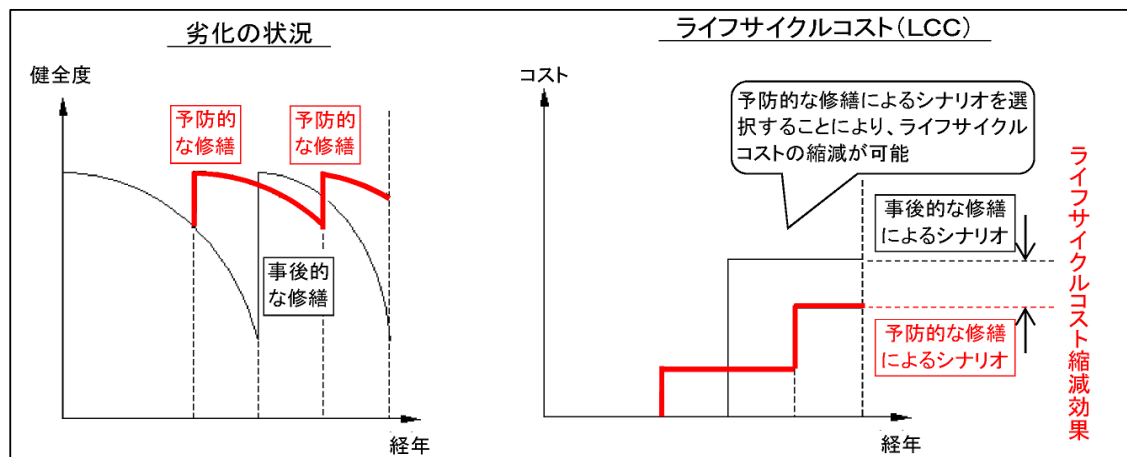 劣化の状況
健全度
予防的
な修繕
予防的
な修繕
事後的
な修繕
経年
ライフサイクルコスト(LCC)
コスト
予防的な修繕によるシナリオを選
択することにより、ライフサイクル
コストの縮減が可能
事後的な修繕
によるシナリオ
予防的な修繕
によるシナリオ
経年
ライフサイクルコスト縮減効果